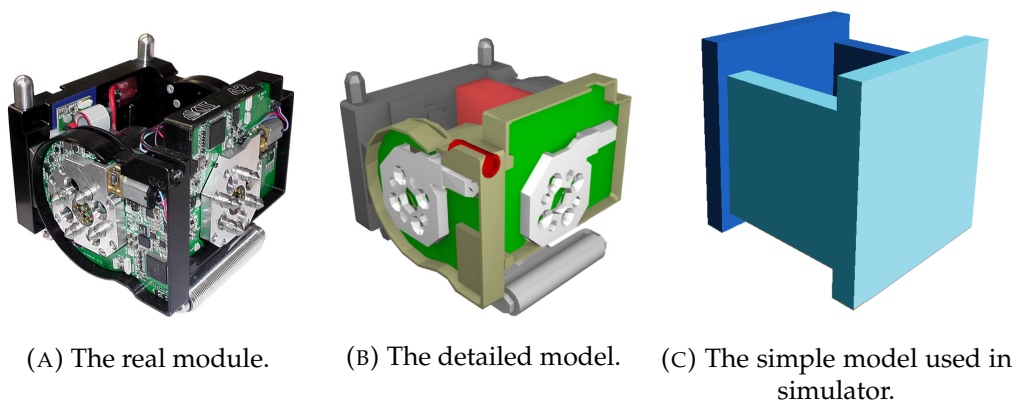 (A) The real module.
(B) The detailed model.
(C) The simple model used in
simulator.